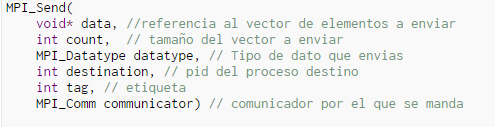 MPI_Send(
void* data, //referencia al vector de elementos a enviar
int count,  // tamaño del vector a enviar
MPI_Datatype datatype, // Tipo de dato que envias
int destination, // pid del proceso destino
int tag, // etiqueta
MPI_Comm communicator) // comunicador por el que se manda